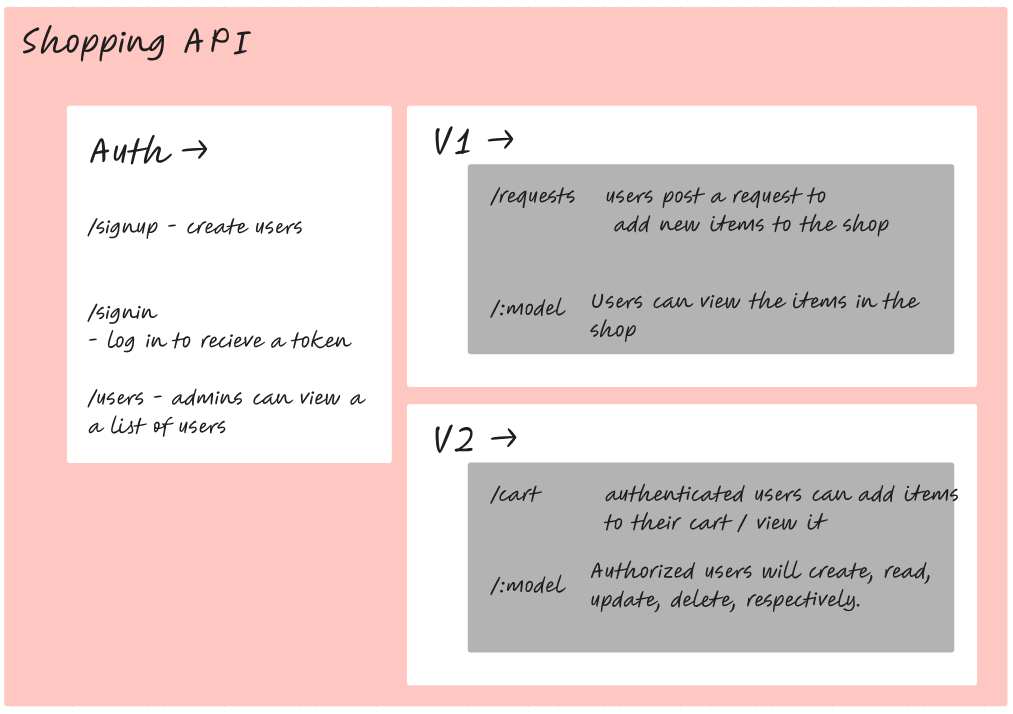 Shopping API
Auth →
/signup - create users
/signin
- log in to recieve a token
/users - admins can view a
a list of users
V1 →
/requests users post a request to
add new items to the shop
/:model Users can view the items in the
shop
V2 →
/cart authenticated users can add items
to their cart / view it
/:model Authorized users will create, read,
update, delete, respectively.